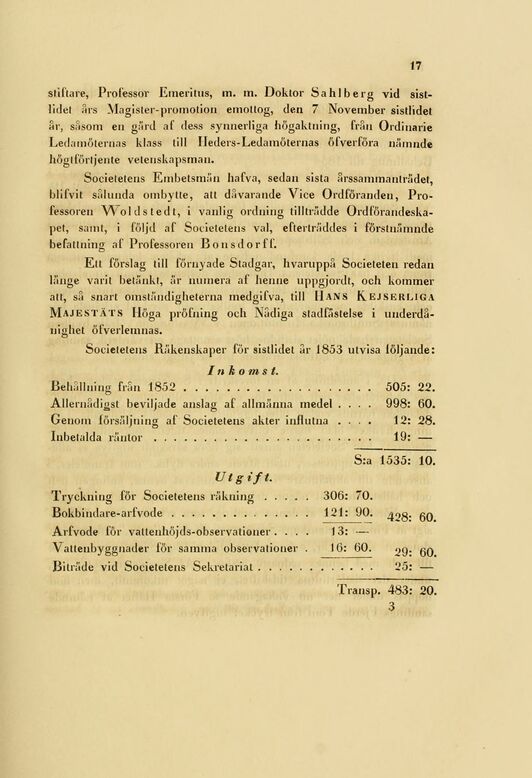 17
stiftare, Professor Emeritus, m. m. Doktor Sahlberg vid sist-
lidet års Magister-promotion emottog, den 7 November sistlidet
år, såsom en gärd af dess synnerliga högaktning, från Ordinarie
Ledamöternas klass till Heders-Ledamöternas öfverföra nämnde
högtförtjente vetenskapsman.
Societetens Embetsmän hafva, sedan sista årssammanträdet,
blifvit sålunda ombytte, att dåvarande Vice Ordföranden, Pro-
fessoren Woldstedt, i vanlig ordning tillträdde Ordförandeska-
pet, samt, i följd af Societetens val, efterträddes i förstnämnde
befattning af Professoren Bonsdorff.
Ett förslag till förnyade Stadgar, hvaruppå Societeten redan
länge varit betänkt, är numera af henne uppgjordt, och kommer
att, så snart omständigheterna medgifva, till Hans Kejserliga
Majestäts Höga pröfning och Nådiga stadfästelse i underdå-
nighet öfverlemnas.
Societetens Räkenskaper för sistlidet år 1853 utvisa följande:
Inkomst.
Behållning från 1852 . . . . . . . . . . . . . . . . . . 505: 22.
Allernådigst beviljade anslag af allmänna medel . . . . 998: 60.
Genom försäljning af Societetens akter influtna . . . . 12: 28.
Inbetalda räntor . . . . . . . . . . . . . . . . . . . . 19: —
S:a 1535: 10.
Utgift.
Tryckning för Societetens räkning . . . . . 306: 70.
Bokbindare-arfvode . . . . . . . . . . . . . 121: 90. 428: 60.
Arfvode för vattenhöjds-observationer . . . . 13: —
Vattenbyggnader för samma observationer . 16: 60. 29: 60.
Biträde vid Societetens Sekretariat . . . . . . . . . . . 25: —
Transp. 483: 20.
3